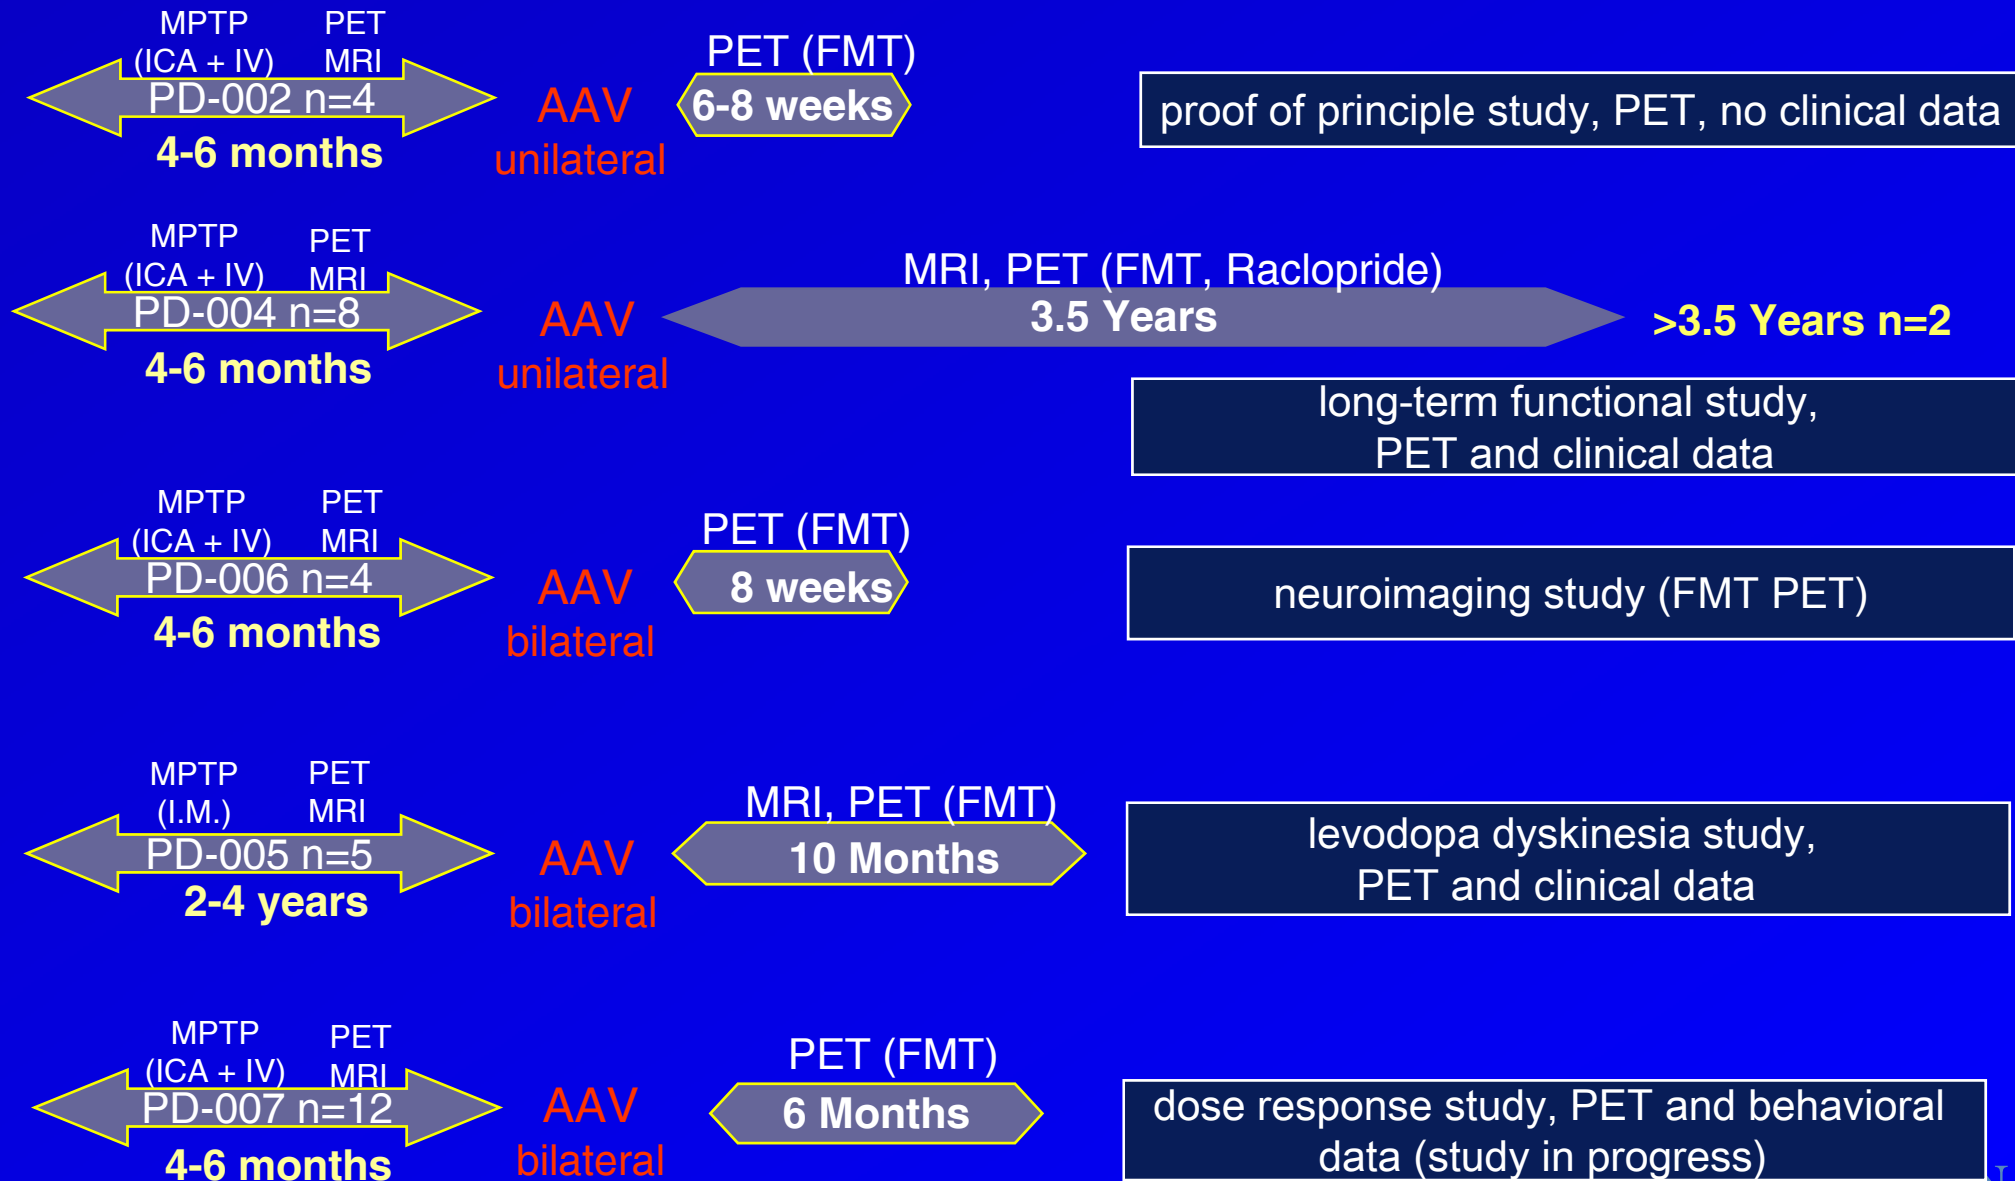 MPTP PET
(ICA + IV) MRI
PD-002 n=4
4-6 months
AAV
unilateral
PET (FMT)
6-8 weeks
proof of principle study, PET, no clinical data
MPTP PET
(ICA + IV) MRI
PD-004 n=8
4-6 months
AAV
unilateral
MRI, PET (FMT, Raclopride)
3.5 Years
>3.5 Years n=2
long-term functional study,
PET and clinical data
MPTP PET
(ICA + IV) MRI
PD-006 n=4
4-6 months
AAV
bilateral
PET (FMT)
8 weeks
neuroimaging study (FMT PET)
MPTP PET
(I.M.) MRI
PD-005 n=5
2-4 years
AAV
bilateral
MRI, PET (FMT)
10 Months
levodopa dyskinesia study,
PET and clinical data
MPTP PET
(ICA + IV) MRI
PD-007 n=12
4-6 months
AAV
bilateral
PET (FMT)
6 Months
dose response study, PET and behavioral
data (study in progress)